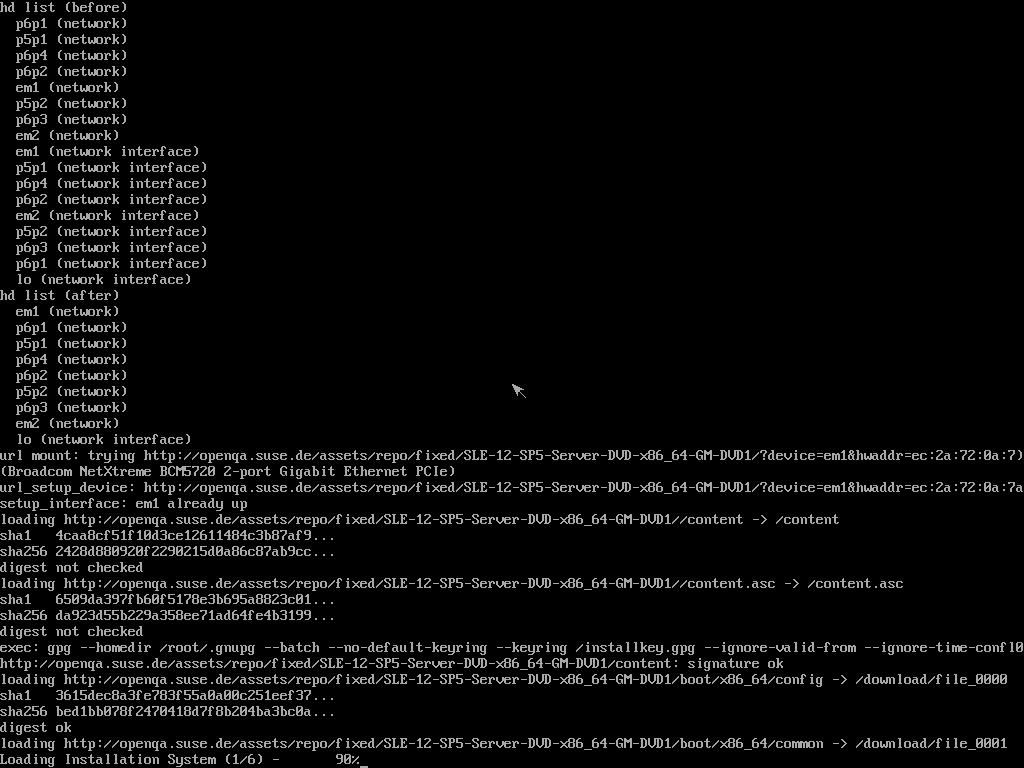 hd list (before)
  p6p1 (network)
  p5p1 (network)
  p6p4 (network)
  p6p2 (network)
  em1 (network)
  p5p2 (network)
  p6p3 (network)
  em2 (network)
  em1 (network interface)
  p5p1 (network interface)
  p6p4 (network interface)
  p6p2 (network interface)
  em2 (network interface)
  p5p2 (network interface)
  p6p3 (network interface)
  p6p1 (network interface)
  lo (network interface)
hd list (after)
  em1 (network)
  p6p1 (network)
  p5p1 (network)
  p6p4 (network)
  p6p2 (network)
  p5p2 (network)
  p6p3 (network)
  em2 (network)
  lo (network interface)
url mount: trying http://openqa.suse.de/assets/repo/fixed/SLE-12-SP5-Server-DVD-x86_64-GM-DVD1/?device=em1&hwaddr=ec:2a:72:0a:7)
(Broadcom NetXtreme BCM5720 2-port Gigabit Ethernet PCIe)
url_setup_device: http://openqa.suse.de/assets/repo/fixed/SLE-12-SP5-Server-DVD-x86_64-GM-DVD1/?device=em1&hwaddr=ec:2a:72:0a:7a
setup_interface: em1 already up
loading http://openqa.suse.de/assets/repo/fixed/SLE-12-SP5-Server-DVD-x86_64-GM-DVD1//content -> /content
sha1   4caa8cf51f10d3ce12611484c3b87af9...
sha256 2428d880920f2290215d0a86c87ab9cc...
digest not checked
loading http://openqa.suse.de/assets/repo/fixed/SLE-12-SP5-Server-DVD-x86_64-GM-DVD1//content.asc -> /content.asc
sha1   6509da397fb60f5178e3b695a8823c01...
sha256 da923d55b229a358ee71ad64fe4b3199...
digest not checked
exec: gpg --homedir /root/.gnupg --batch --no-default-keyring --keyring /installkey.gpg --ignore-valid-from --ignore-time-confl0
http://openqa.suse.de/assets/repo/fixed/SLE-12-SP5-Server-DVD-x86_64-GM-DVD1/content: signature ok
loading http://openqa.suse.de/assets/repo/fixed/SLE-12-SP5-Server-DVD-x86_64-GM-DVD1/boot/x86_64/config -> /download/file_0000
sha1   3615dec8a3fe783f55a0a00c251eef37...
sha256 bed1bb078f2470418d7f8b204ba3bc0a...
digest ok
loading http://openqa.suse.de/assets/repo/fixed/SLE-12-SP5-Server-DVD-x86_64-GM-DVD1/boot/x86_64/common -> /download/file_0001
Loading Installation System (1/6) -       90%_